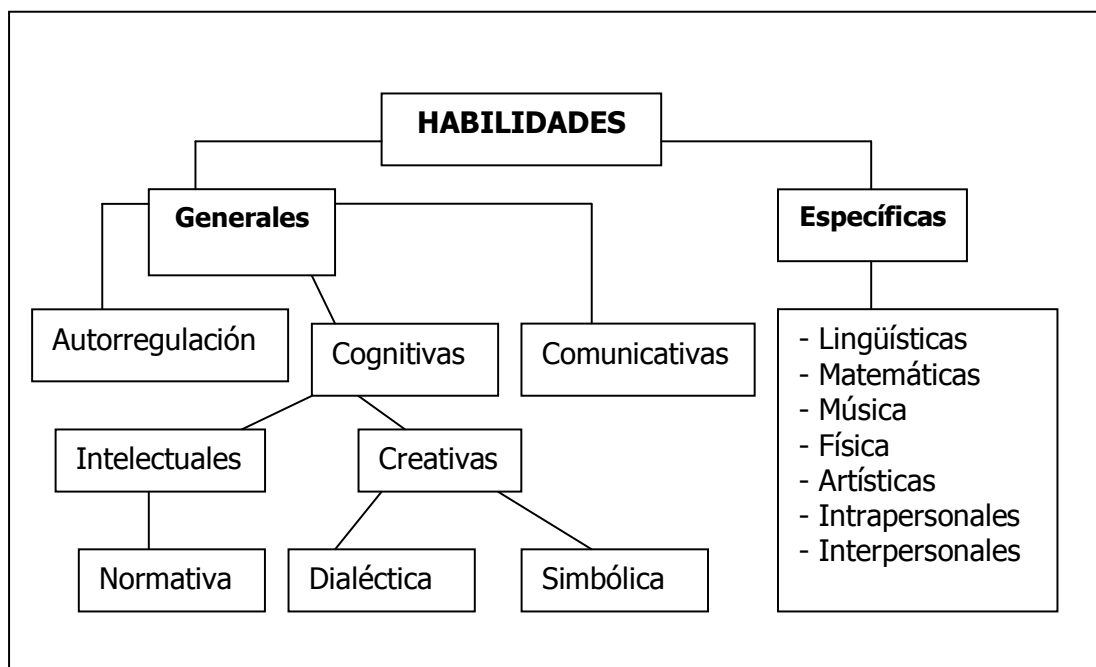 HABILIDADES
Generales
Específicas
Autorregulación
Cognitivas
Comunicativas
Intelectuales
Creativas
Normativa
Dialéctica
Simbólica
- Lingüísticas
- Matemáticas
- Música
- Física
- Artísticas
- Intrapersonales
- Interpersonales